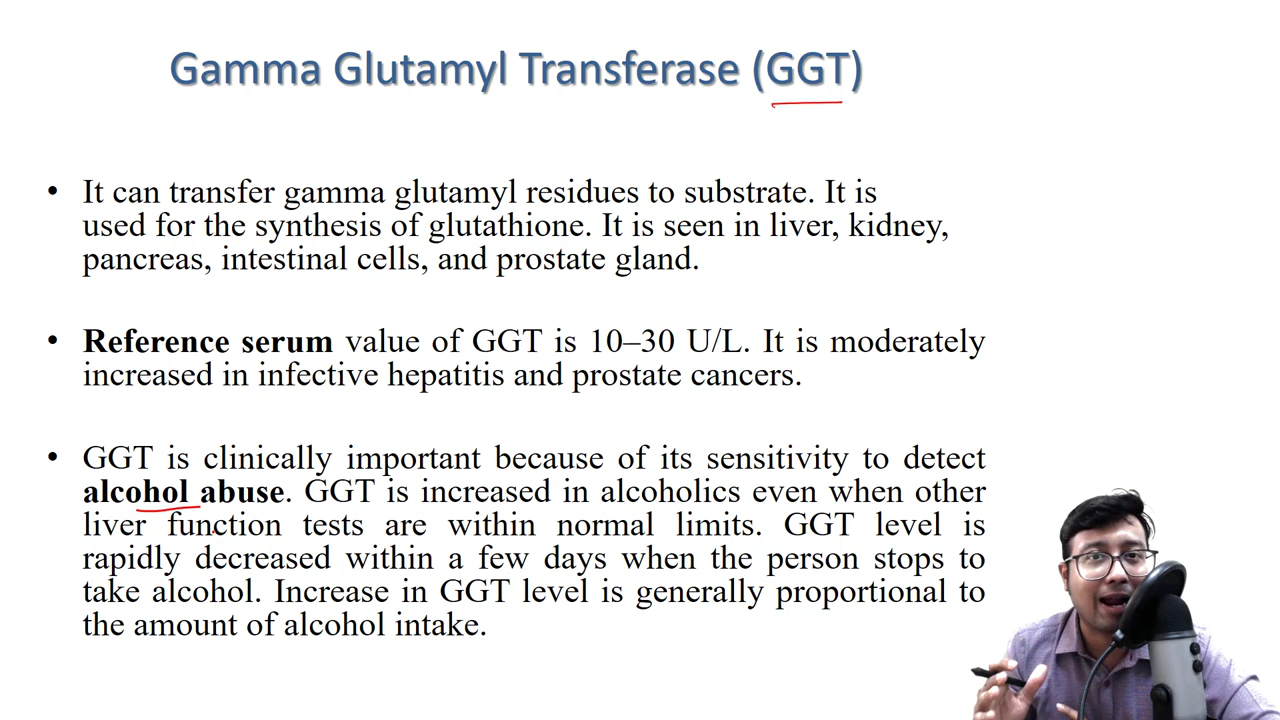 Gamma Glutamyl Transferase (GGT)
• It can transfer gamma glutamyl residues to substrate. It is
used for the synthesis of glutathione. It is seen in liver, kidney,
pancreas, intestinal cells, and prostate gland.
• Reference serum value of GGT is 10–30 U/L. It is moderately
increased in infective hepatitis and prostate cancers.
• GGT is clinically important because of its sensitivity to detect
alcohol abuse. GGT is increased in alcoholics even when other
liver function tests are within normal limits. GGT level is
rapidly decreased within a few days when the person stops to
take alcohol. Increase in GGT level is generally proportional to
the amount of alcohol intake.